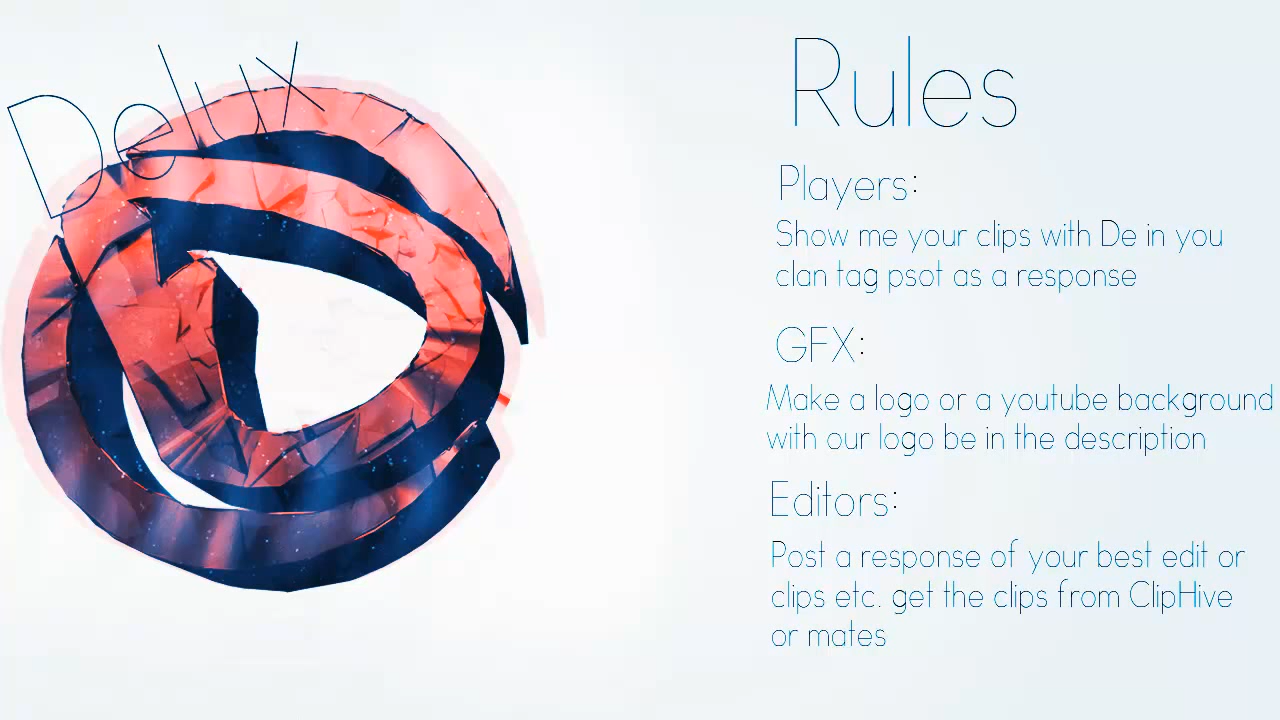 Delux
Rules
Players:
Show me your clips with De in you
clan tag psot as a response
GFX:
Make a logo or a youtube background
with our logo be in the description
Editors:
Post a response of your best edit or
clips etc. get the clips from ClipHive
or mates